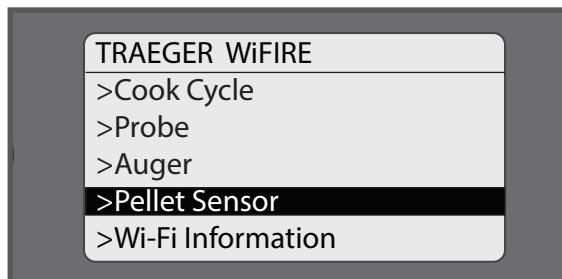 TRAEGER WiFIRE
>Cook Cycle
>Probe
>Auger
>Pellet Sensor
>Wi-Fi Information